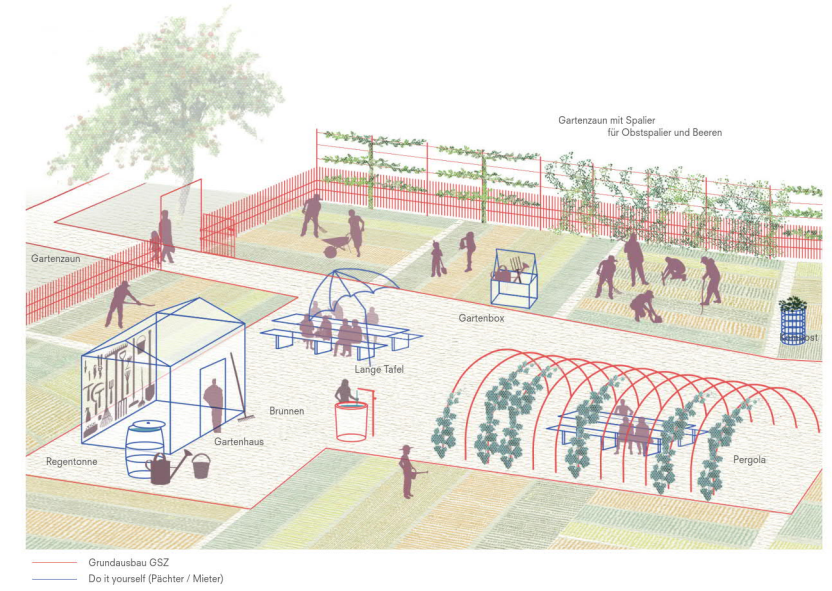 Gartenzaun mit Spalier
für Obstspalier und Beeren
Gartenzaun
Gartenbox
Kompost
Lange Tafel
Brunnen
Gartenhaus
Regentonne
Pergola
Grundausbau GSZ
Do it yourself (Pächter / Mieter)